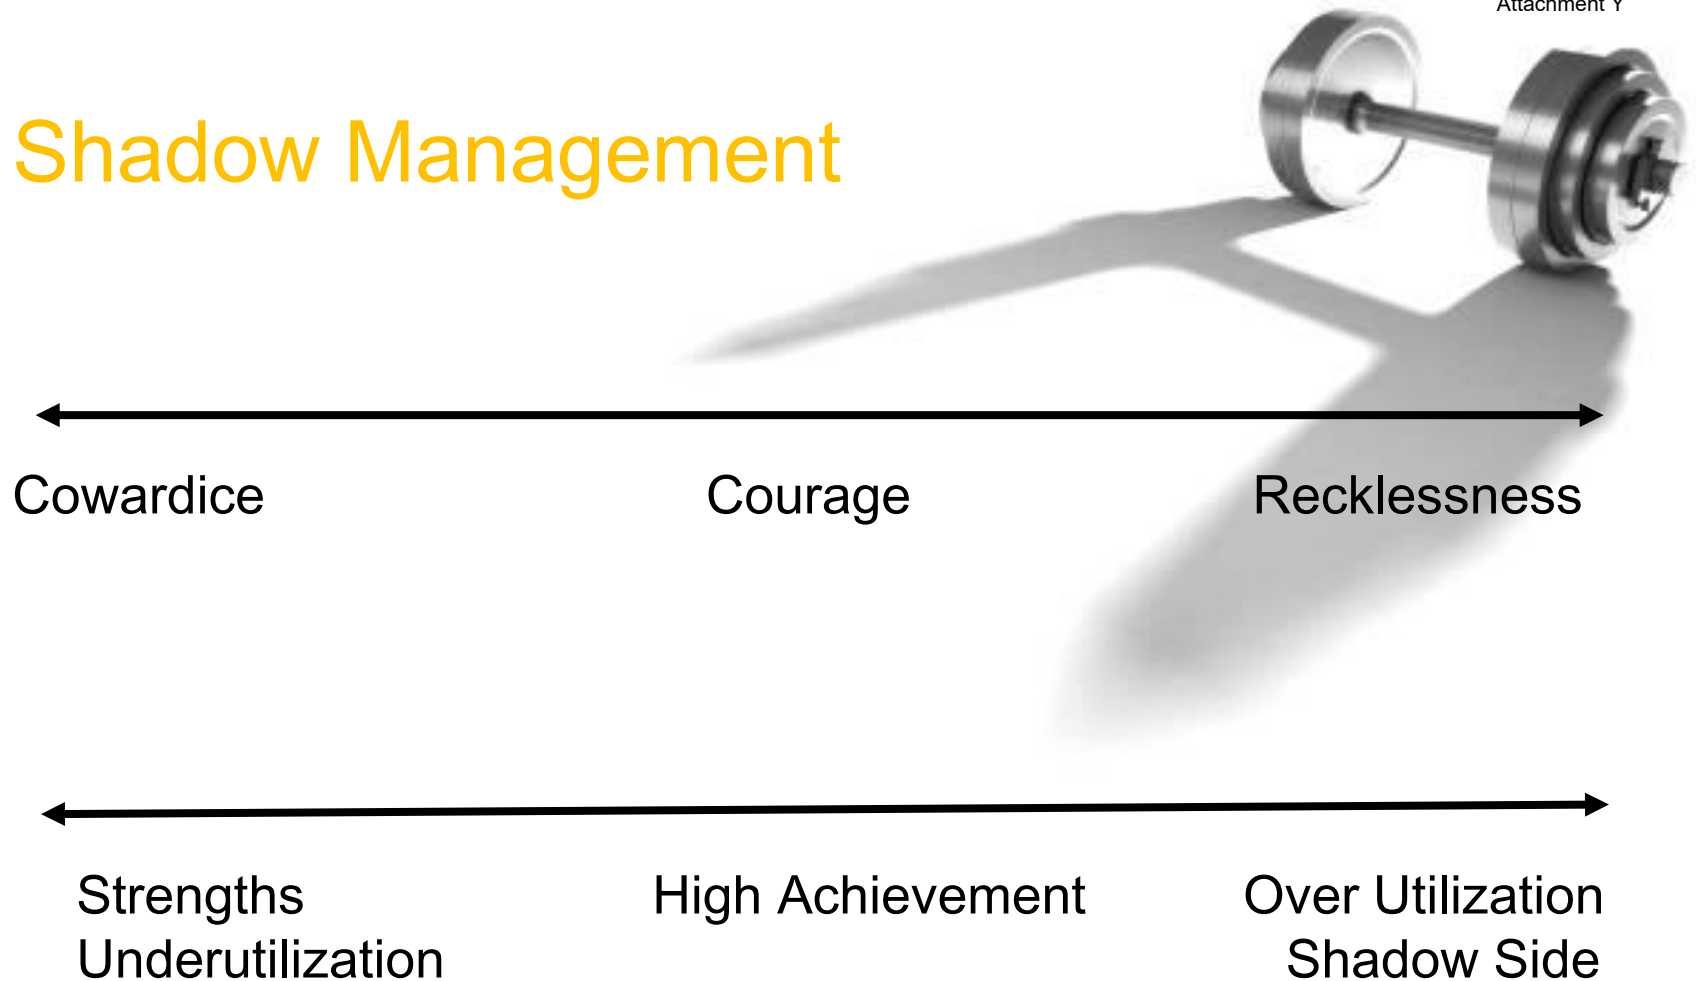 Attachment Y
Shadow Management
Cowardice Courage Recklessness
Strengths High Achievement Over Utilization
Underutilization Shadow Side